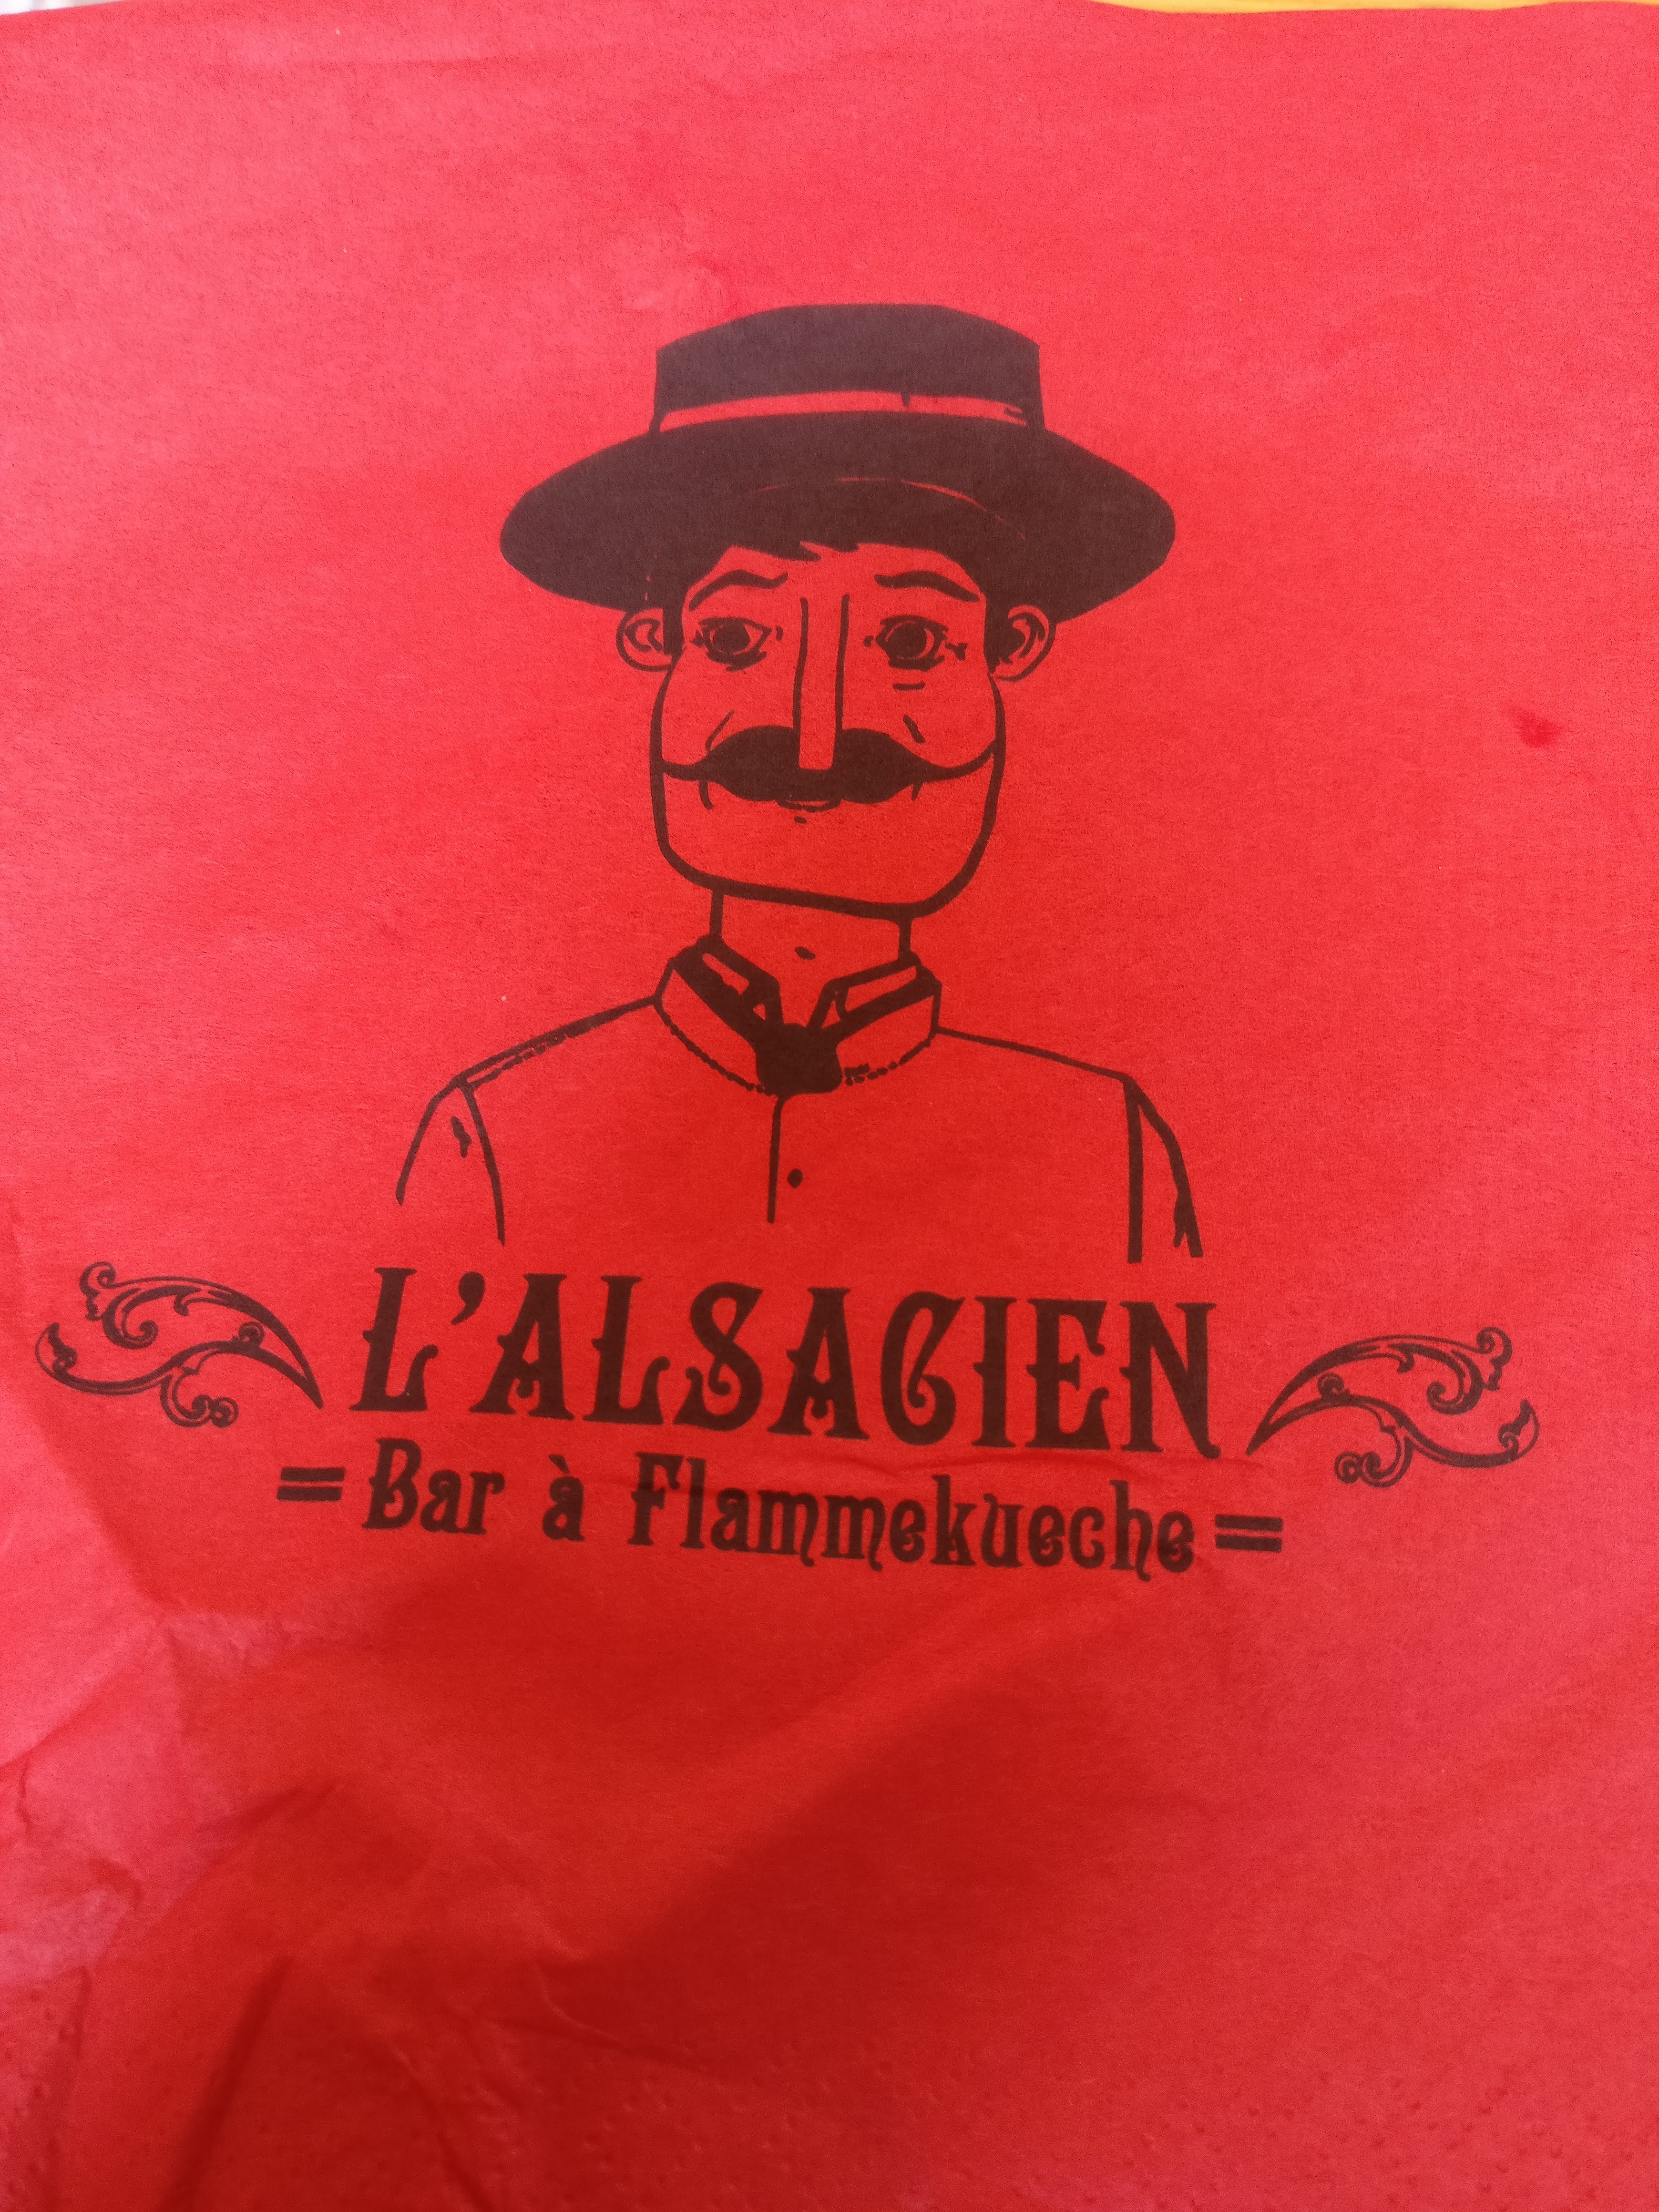 L'ALSACIEN
=Bar à Flammekueche=